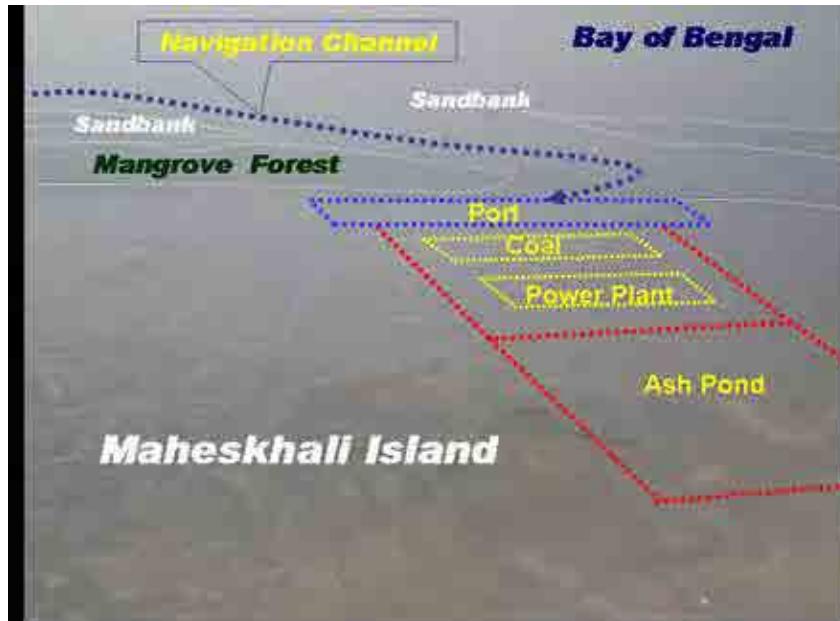 Navigation Channel
Bay of Bengal
Sandbank
Sandbank
Mangrove Forest
Port
Coal
Power Plant
Ash Pond
Maheskhali Island